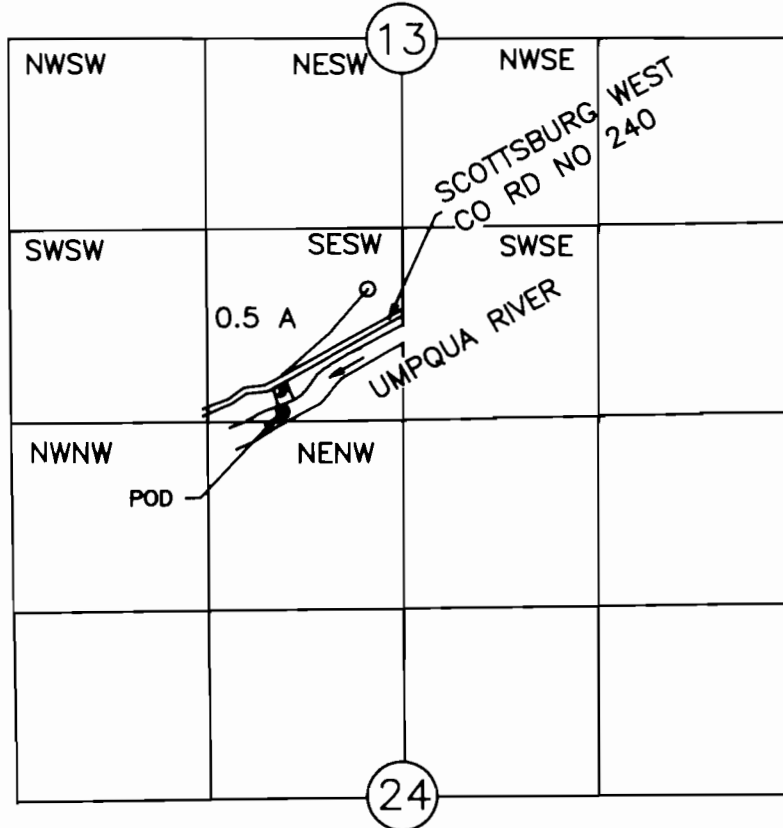 13
NWSW
NESW
NWSE
SCOTTSBURG WEST
CO RD NO 240
SWSW
SESW
SWSE
0.5 A
UMPQUA RIVER
NWNW
NENW
POD
24